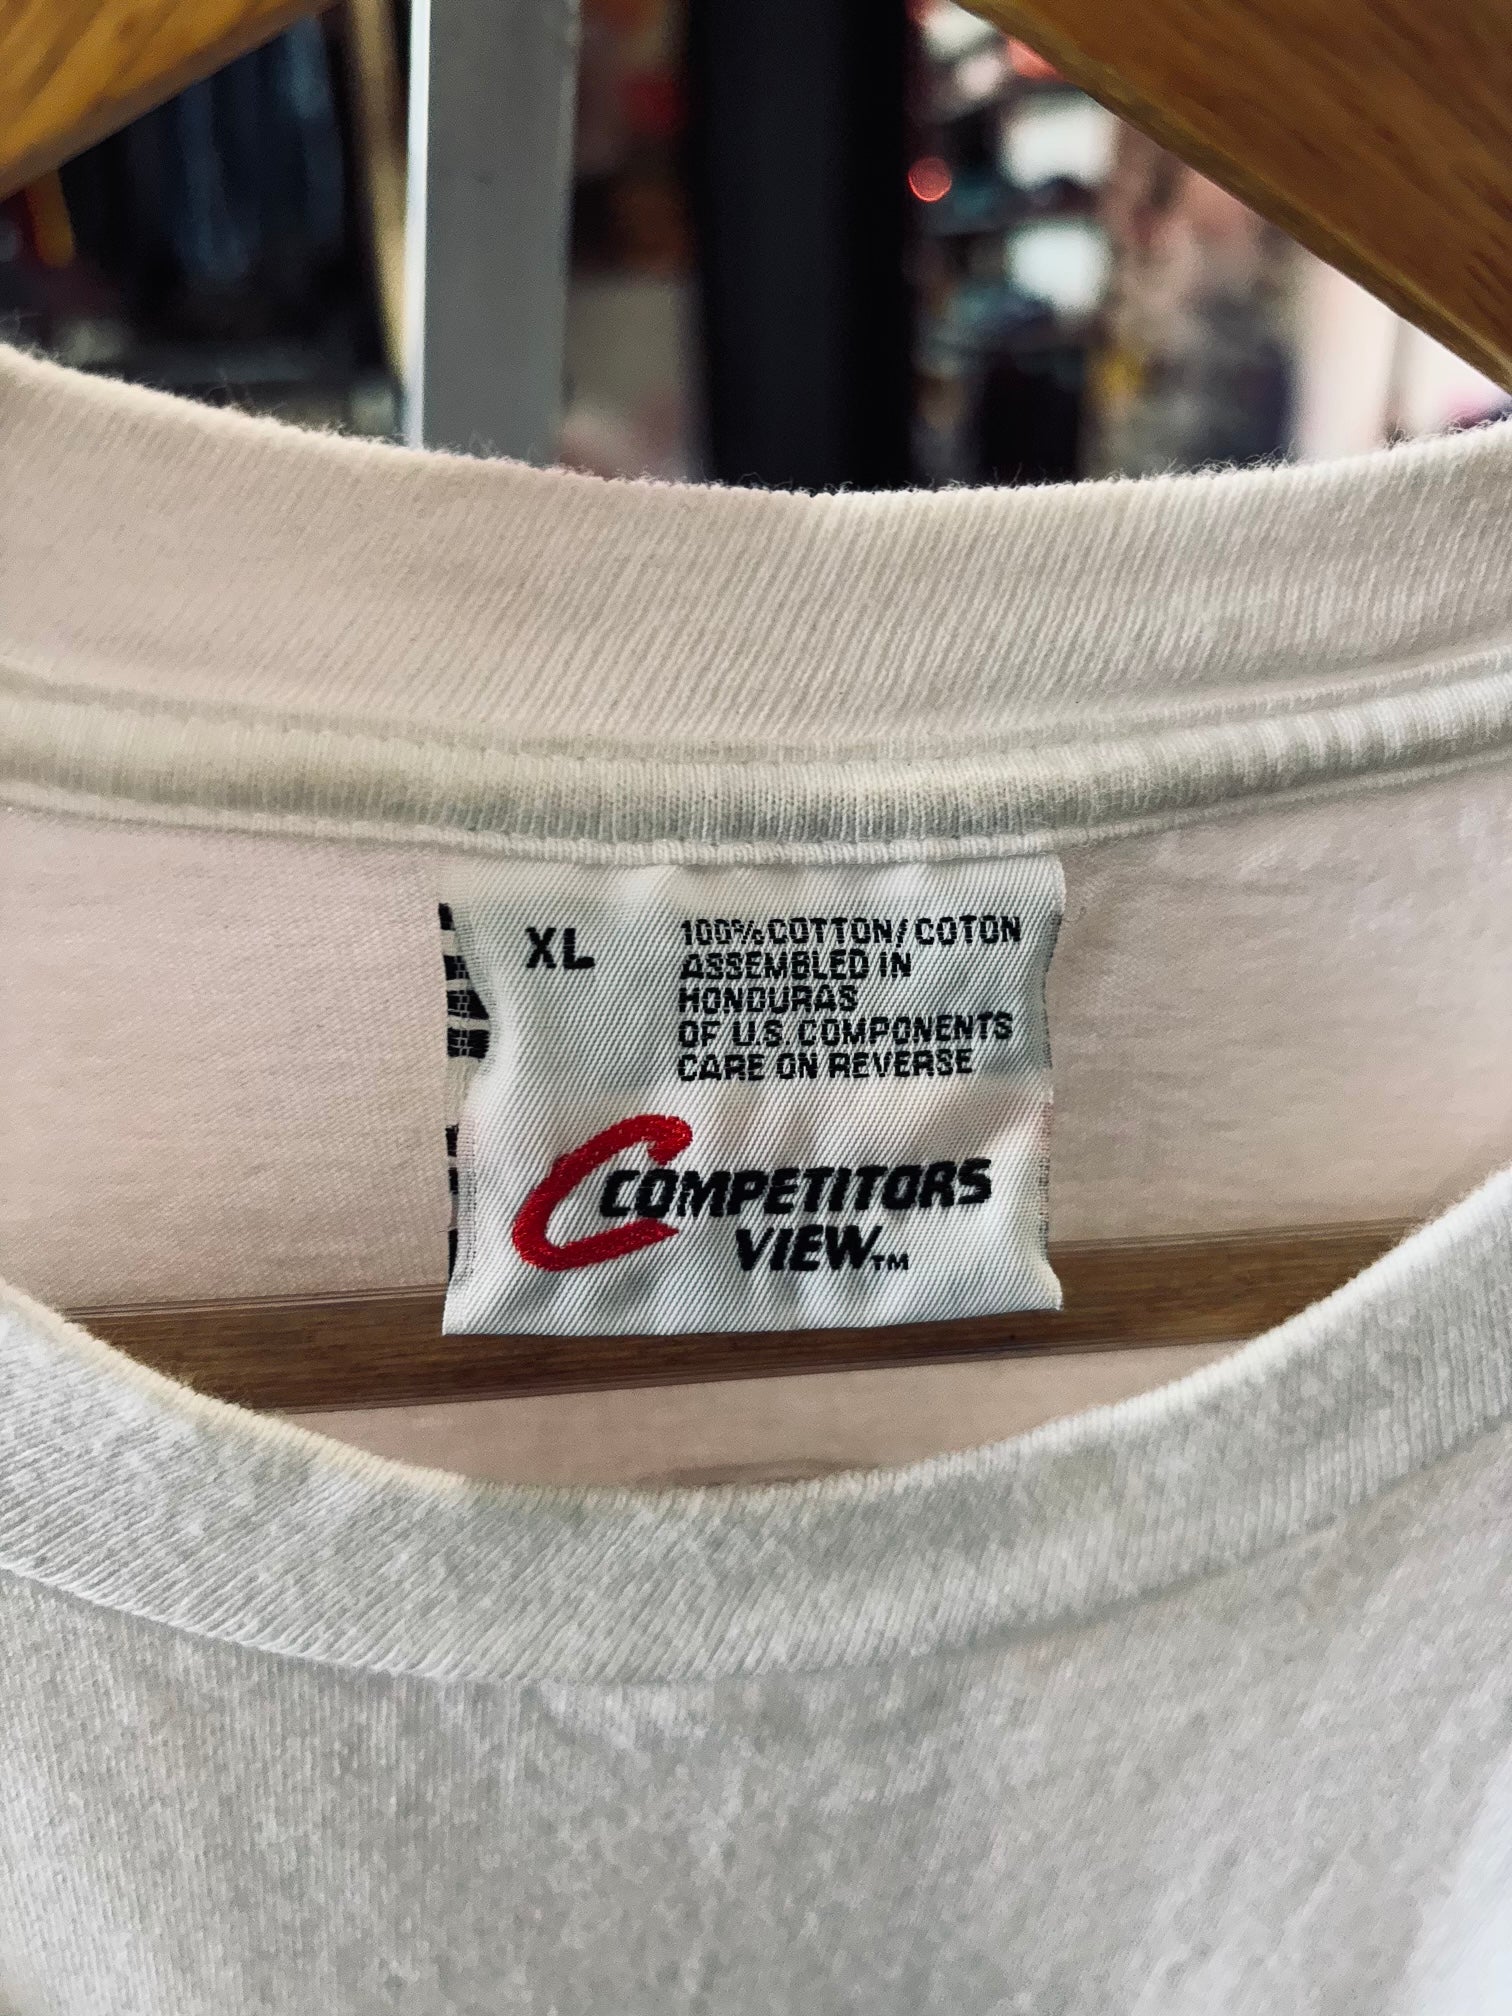 XL
100% COTTON/COTON
ASSEMBLED IN
HONDURAS
OF U.S. COMPONENTS
CARE ON REVERSE
COMPETITORS
VIEW™